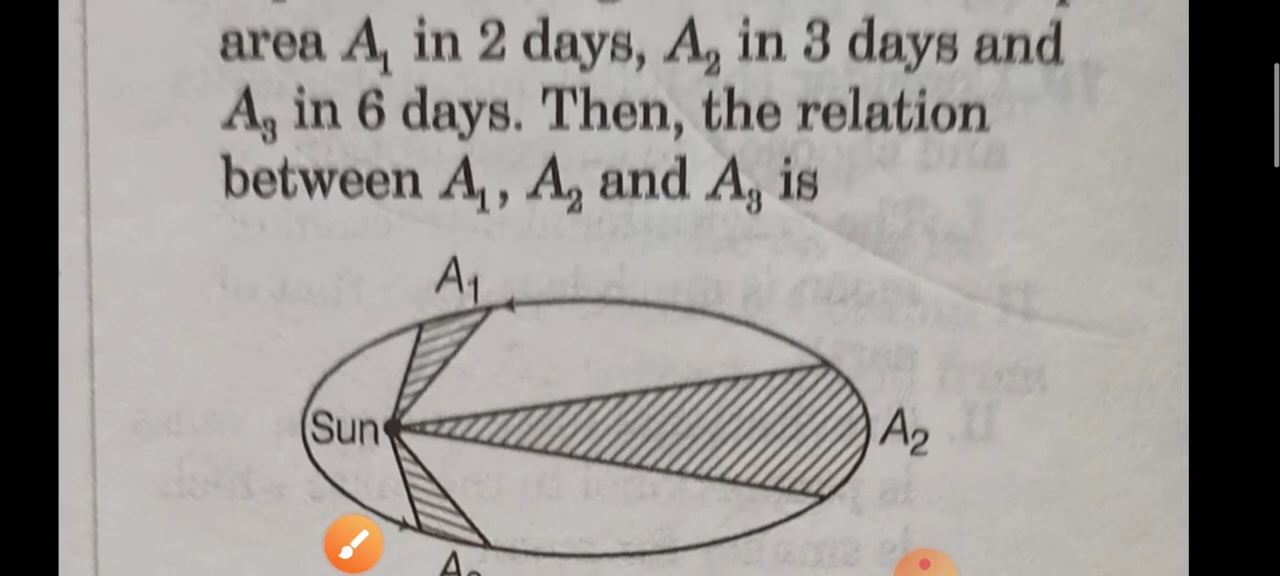 area A₁ in 2 days, A₂ in 3 days and
A₃ in 6 days. Then, the relation
between A₁, A₂ and A₃ is
A₁
Sun
A₂